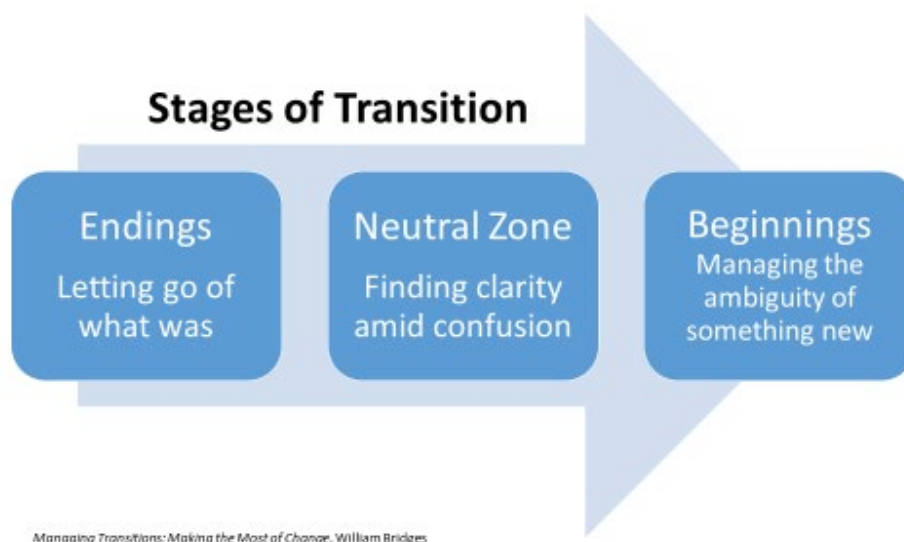 Stages of Transition
Endings
Letting go of
what was
Neutral Zone
Finding clarity
amid confusion
Beginnings
Managing the
ambiguity of
something new
Managing Transitions: Making the Most of Change, William Bridges